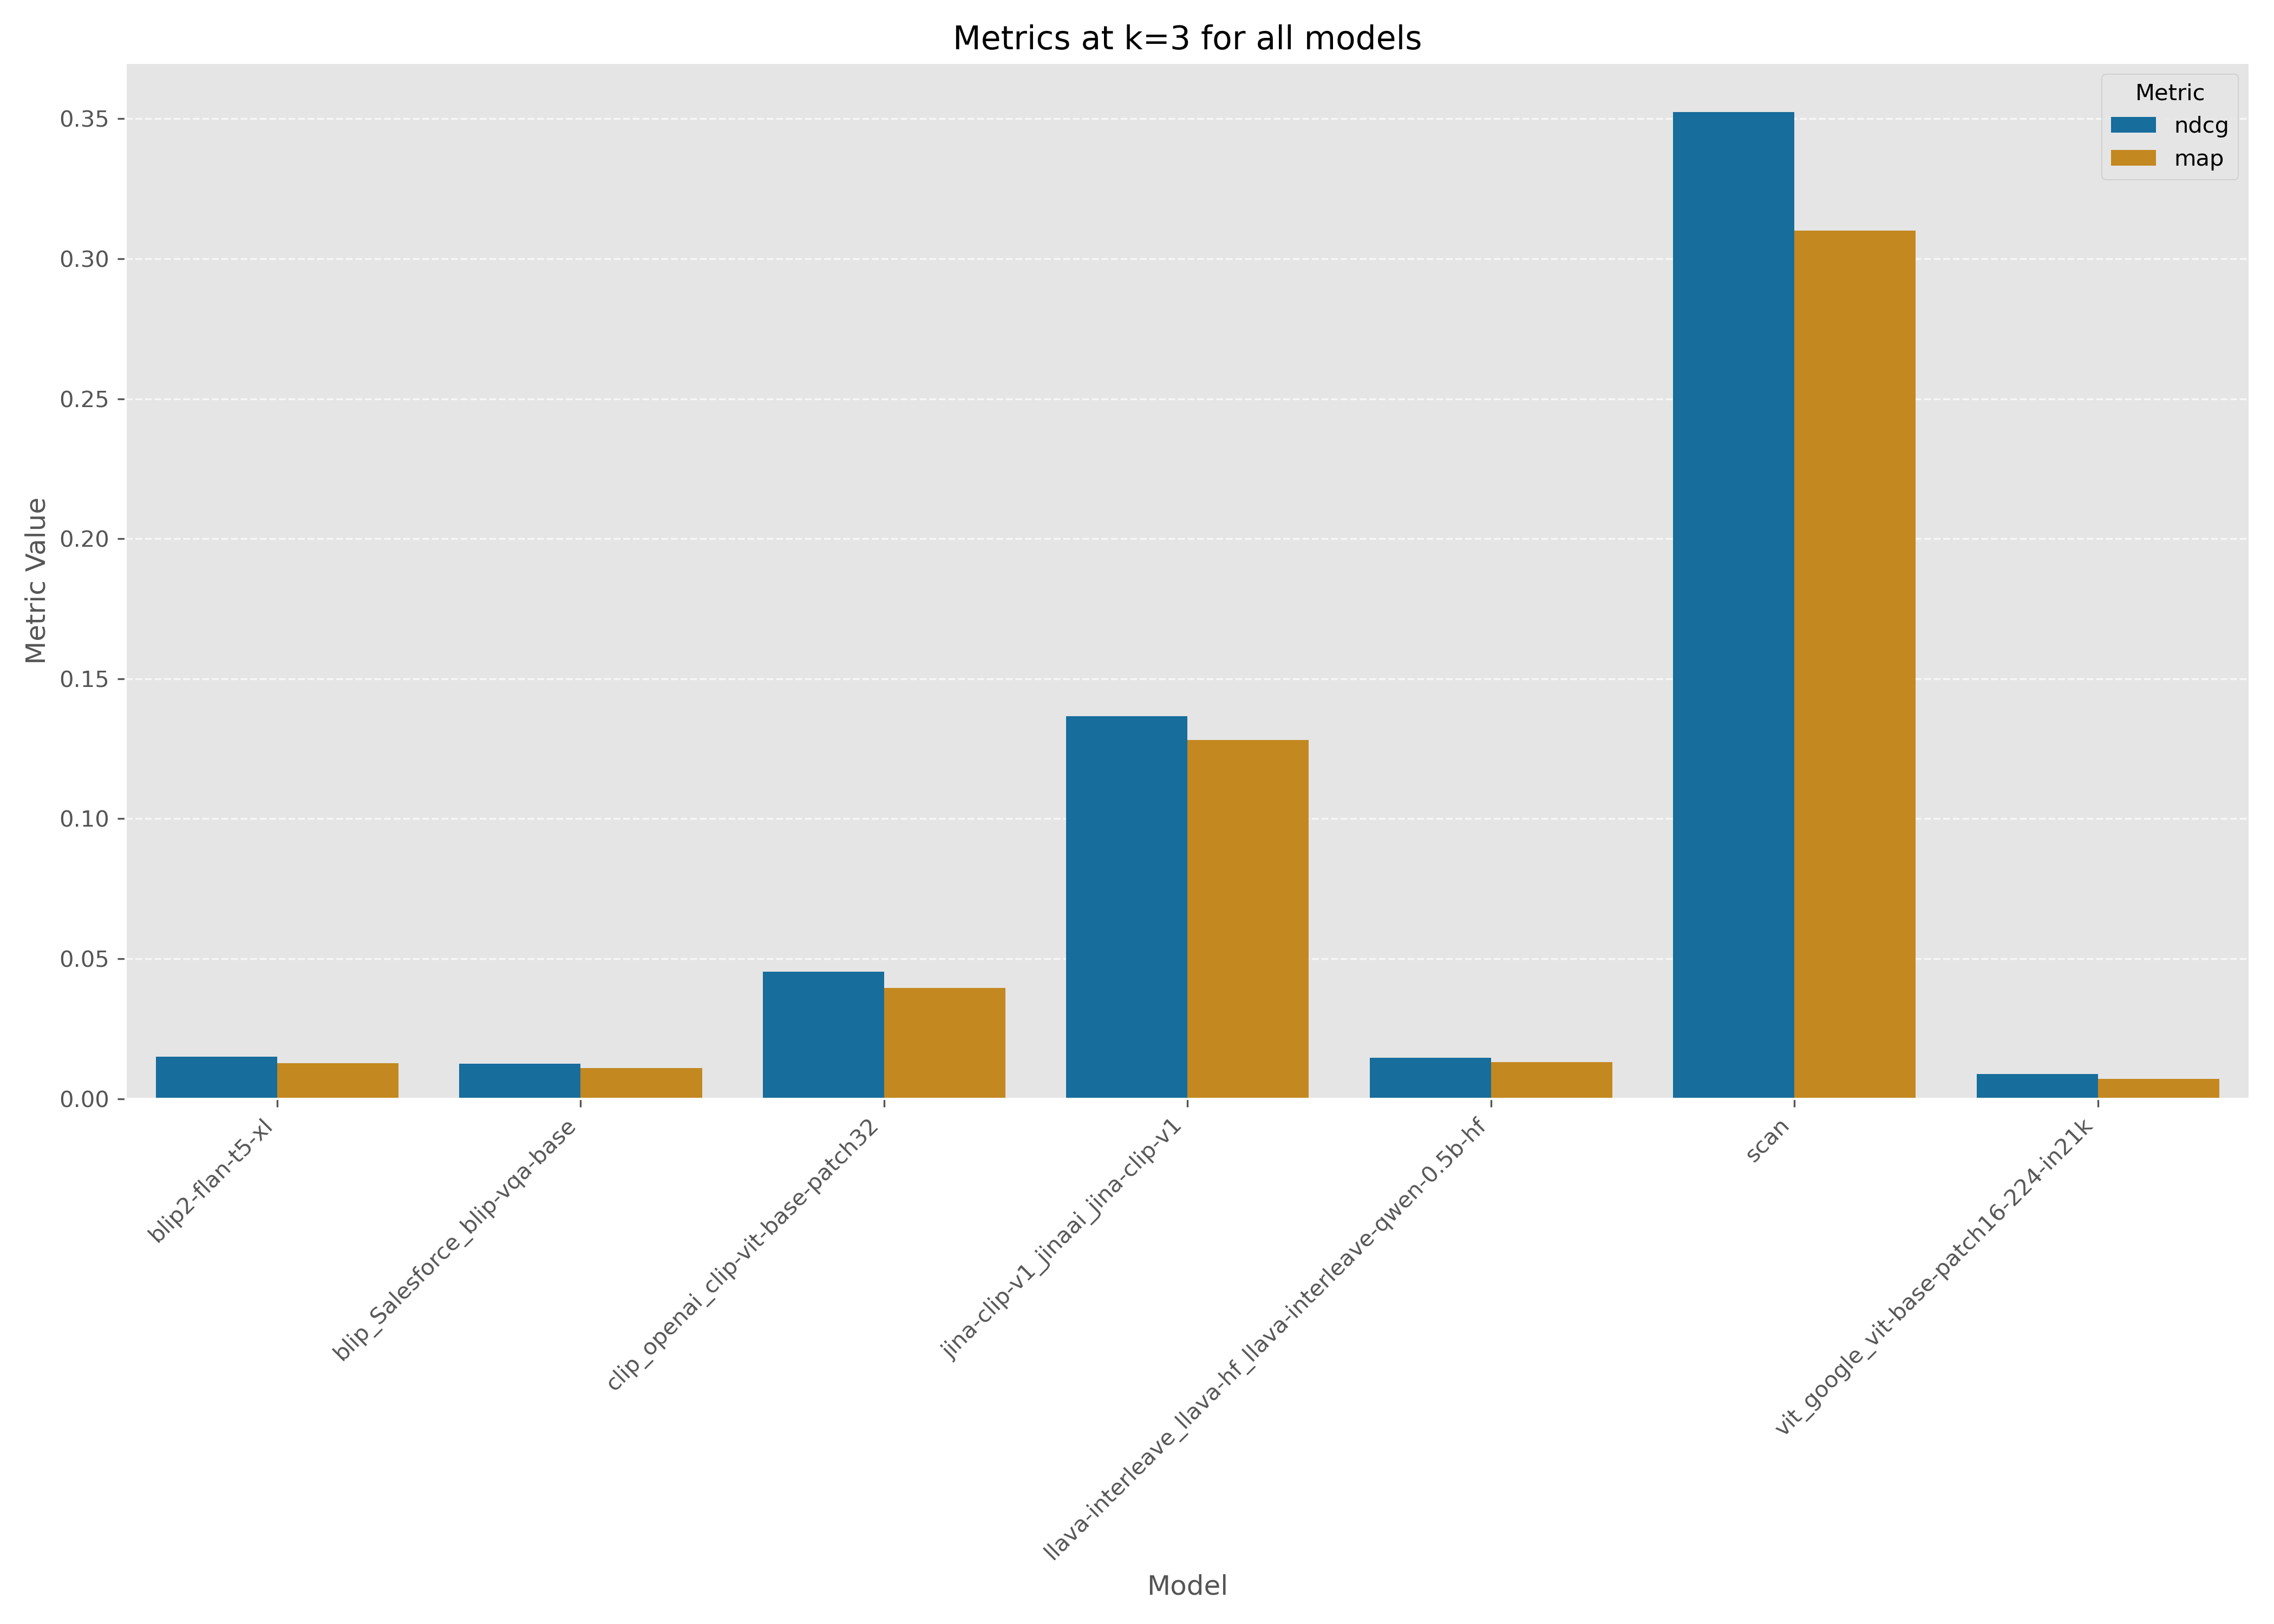 Metrics at k=3 for all models
Metric
ndcg
map
Metric Value
0.35
0.30
0.25
0.20
0.15
0.10
0.05
0.00
blip2-flan-t5-xl
blip_Salesforce_blip-vqa-base
clip_openai_clip-vit-base-patch32
jina-clip-v1_jinaai_jina-clip-v1
llava-interleave_llava-hf_llava-interleave-qwen-0.5b-hf
scan
vit_google_vit-base-patch16-224-in21k
Model